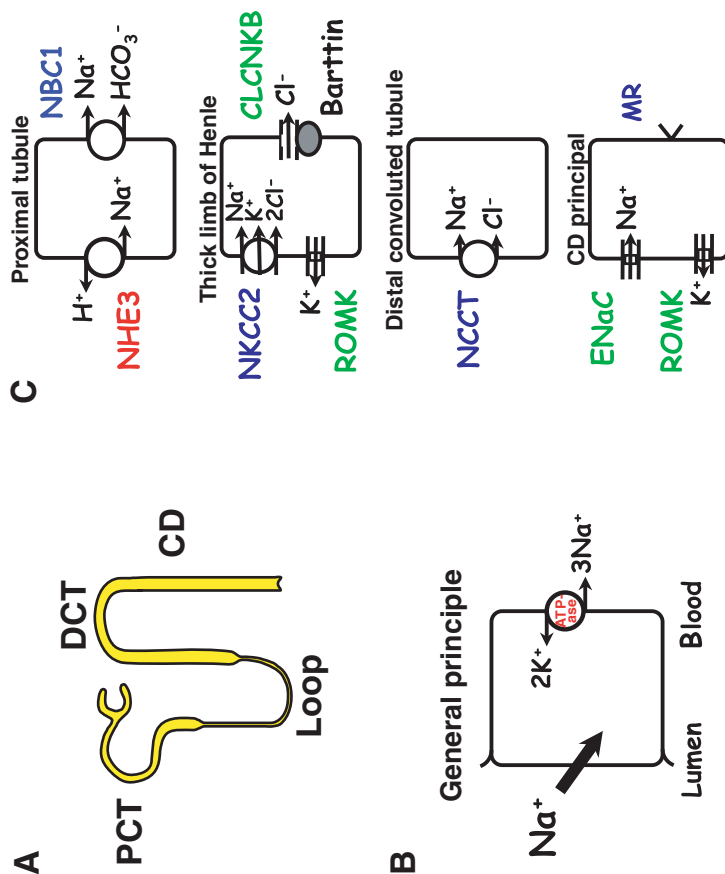 A
PCT
DCT
CD
Loop
B
General principle
Na⁺
2K⁺
ATP-
ase
3Na⁺
Lumen
Blood
C
Proximal tubule
NBC1
H⁺
Na⁺
Na⁺
HCO₃⁻
NHE3
Thick limb of Henle
NKCC2
Na⁺
K⁺
2Cl⁻
CLCNKB
Cl⁻
Barttin
K⁺
ROMK
Distal convoluted tubule
NCCT
Na⁺
Cl⁻
CD principal
ENaC
Na⁺
MR
ROMK
K⁺